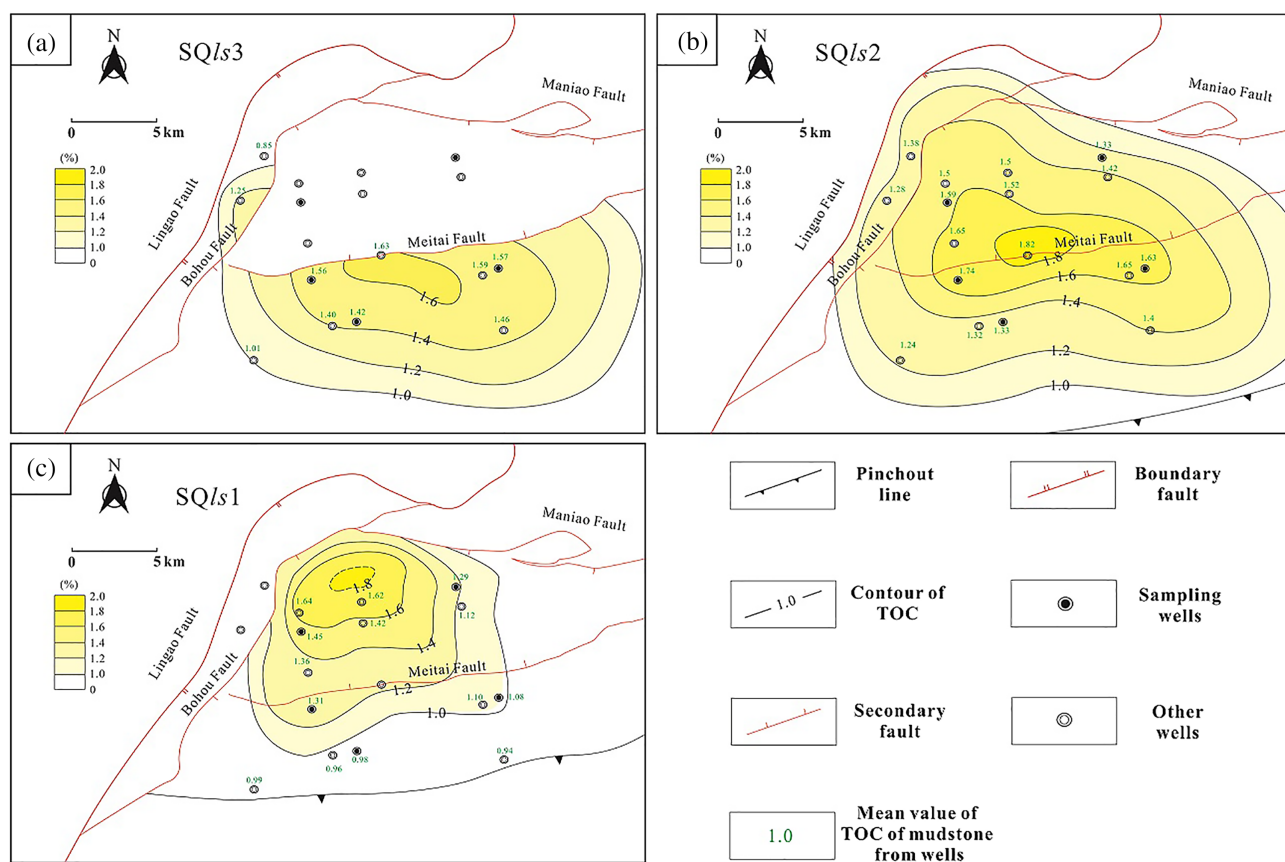 (a)
N
SQls3
Maniao Fault
0 5 km
0.85
(%)
2.0
1.8
1.6
1.4
1.2
1.0
0
1.25
Lingao Fault
Bohou Fault
Meitai Fault
1.63
1.56
1.59
1.57
1.6
1.40
1.42
1.46
1.4
1.01
1.2
1.0
(b)
N
SQls2
Maniao Fault
0 5 km
1.38
1.33
1.5
1.42
(%)
2.0
1.8
1.6
1.4
1.2
1.0
0
1.5
1.52
1.28
1.59
Lingao Fault
Bohou Fault
1.65
Meitai Fault
1.82
1.8
1.74
1.65
1.63
1.6
1.4
1.32
1.33
1.4
1.24
1.2
1.0
(c)
N
SQls1
Maniao Fault
0 5 km
1.8
1.29
(%)
2.0
1.8
1.6
1.4
1.2
1.0
0
1.64
1.62
1.6
1.12
1.45
1.42
1.4
Lingao Fault
Bohou Fault
1.36
Meitai Fault
1.2
1.31
1.0
1.10
1.08
0.96
0.98
0.94
0.99
Pinchout
line
Boundary
fault
1.0
Contour of
TOC
Sampling
wells
Secondary
fault
Other
wells
1.0
Mean value of
TOC of mudstone
from wells